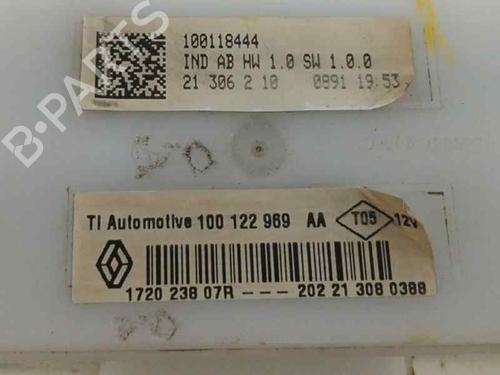 100118444
IND AB HW 1.0 SW 1.0.0
21 306 2 10 0891 19:53
B-PARTS
TI Automotive 100 122 969 AA T05 12V
1720 238 07R --- 202 21 308 0388